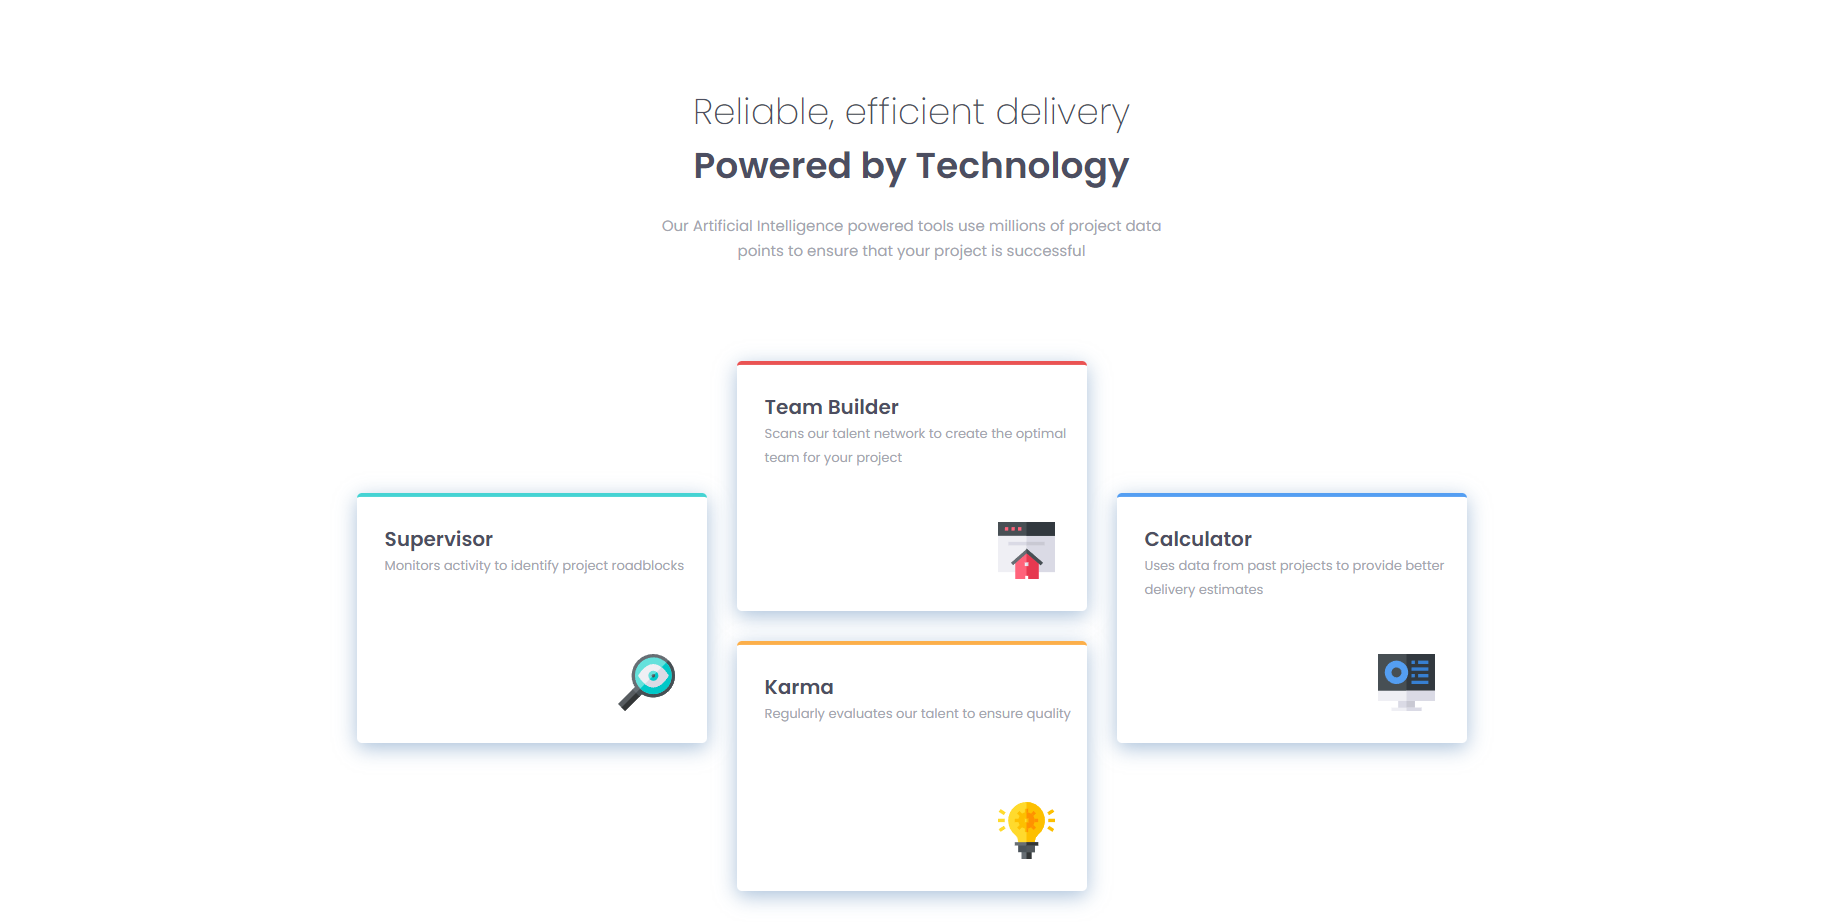 Reliable, efficient delivery
Powered by Technology
Our Artificial Intelligence powered tools use millions of project data
points to ensure that your project is successful
Supervisor
Monitors activity to identify project roadblocks
Team Builder
Scans our talent network to create the optimal
team for your project
Karma
Regularly evaluates our talent to ensure quality
Calculator
Uses data from past projects to provide better
delivery estimates